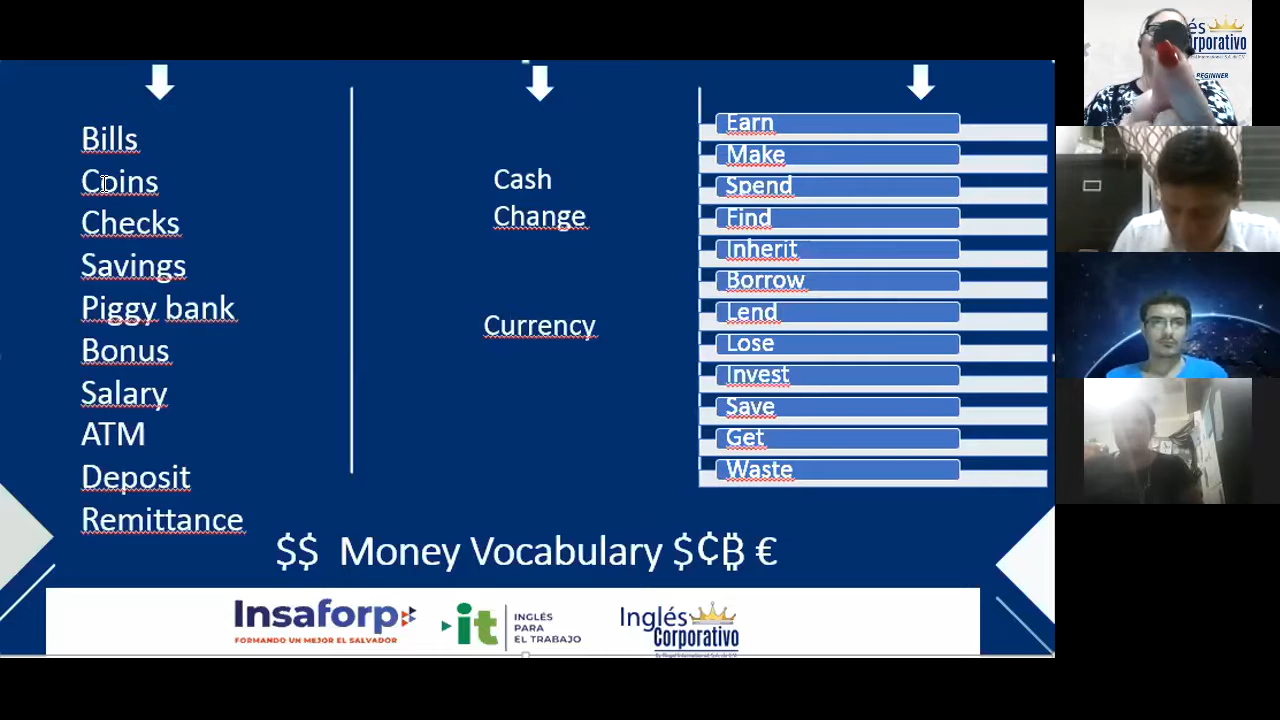 Bills
Coins
Checks
Savings
Piggy bank
Bonus
Salary
ATM
Deposit
Remittance
Cash
Change
Currency
Earn
Make
Spend
Find
Inherit
Borrow
Lend
Lose
Invest
Save
Get
Waste
$$ Money Vocabulary $₵₿ €
Insaforp
FORMANDO UN MEJOR EL SALVADOR
it
INGLÉS
PARA
EL TRABAJO
Inglés
Corporativo
BEGINNER